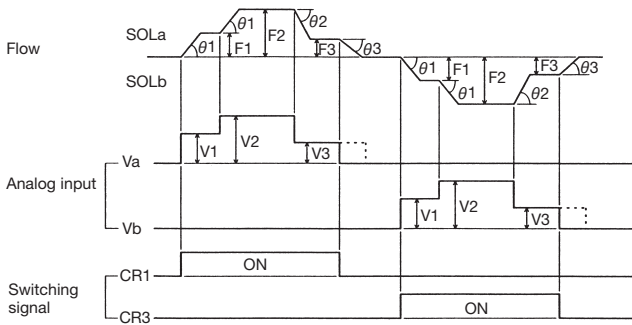 Flow
SOLa
SOLb
θ1
θ1
F1
F2
θ2
F3
θ3
θ1
F1
θ1
F2
F3
θ3
θ2
Analog input
Va
V1
V2
V3
Vb
V1
V2
V3
Switching signal
CR1
ON
CR3
ON